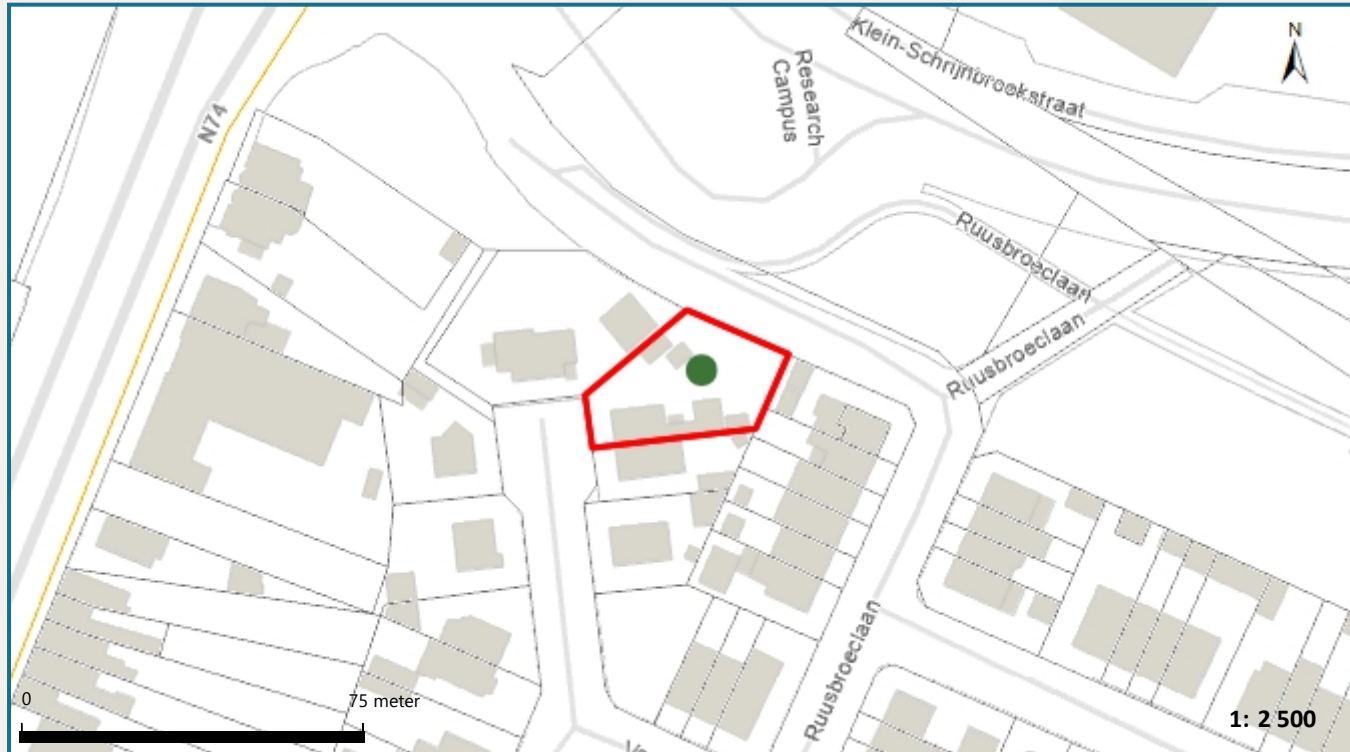 N
Klein-Schrijnbroekstraat
Research
Campus
N74
Ruusbroeclaan
Ruusbroeclaan
Ruusbroeclaan
0
75 meter
1: 2 500